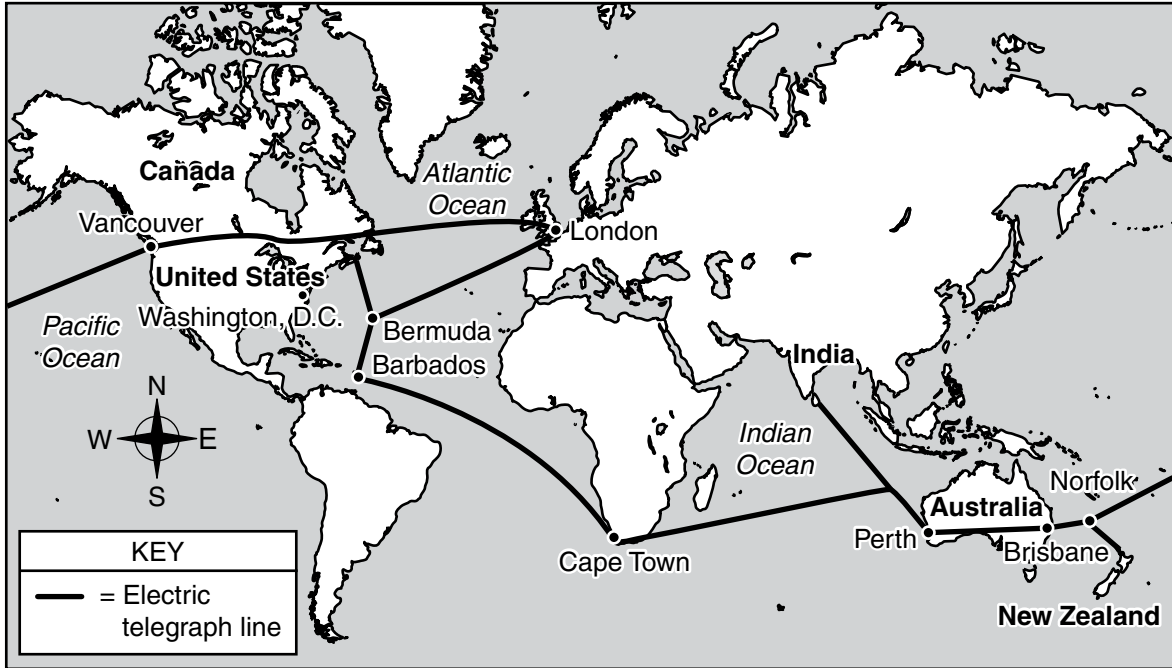 Canada
Atlantic
Ocean
Vancouver
London
United States
Washington, D.C.
Pacific
Ocean
Bermuda
Barbados
India
N
W
E
S
Indian
Ocean
Norfolk
Australia
Perth
Brisbane
Cape Town
New Zealand
KEY
= Electric
telegraph line